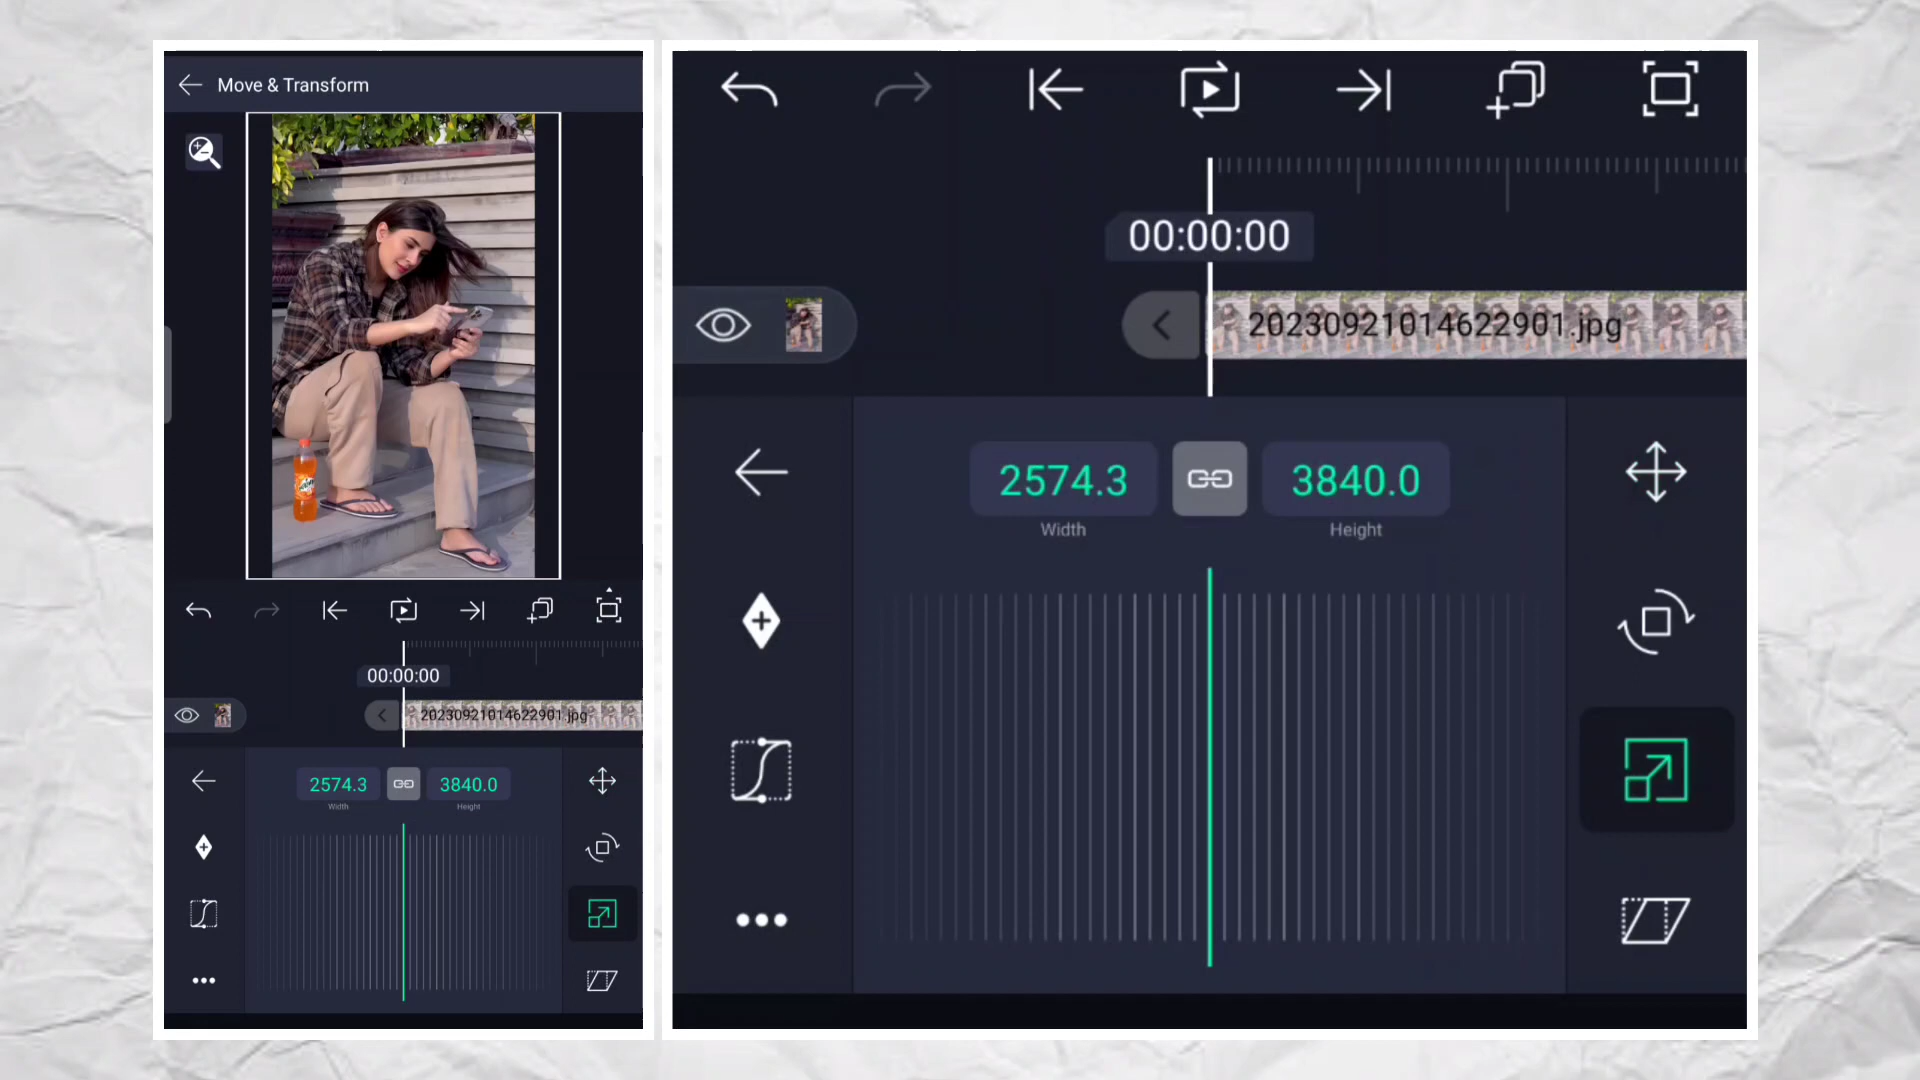 Move & Transform
00:00:00
20230921014622901.jpg
2574.3
3840.0
Width
Height
00:00:00
20230921014622901.jpg
2574.3
3840.0
Width
Height